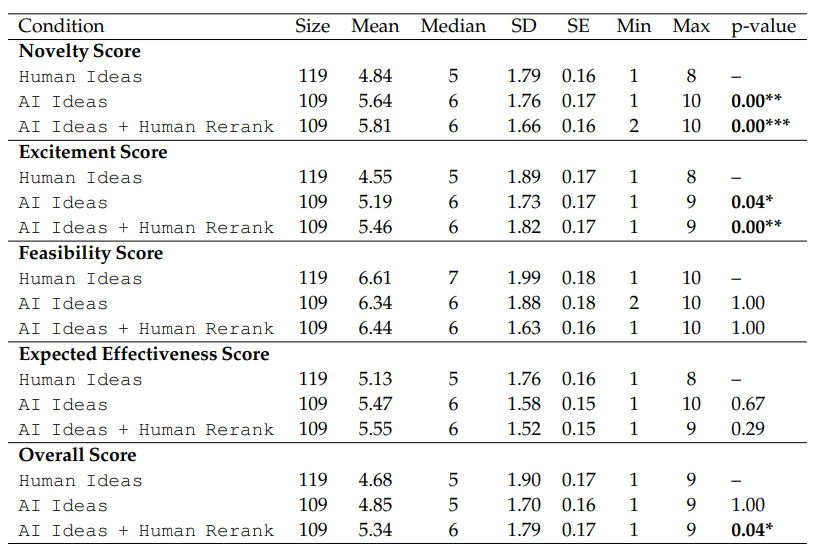 Condition Size Mean Median SD SE Min Max p-value
Novelty Score
Human Ideas 119 4.84 5 1.79 0.16 1 8 –
AI Ideas 109 5.64 6 1.76 0.17 1 10 0.00**
AI Ideas + Human Rerank 109 5.81 6 1.66 0.16 2 10 0.00***
Excitement Score
Human Ideas 119 4.55 5 1.89 0.17 1 8 –
AI Ideas 109 5.19 6 1.73 0.17 1 9 0.04*
AI Ideas + Human Rerank 109 5.46 6 1.82 0.17 1 9 0.00**
Feasibility Score
Human Ideas 119 6.61 7 1.99 0.18 1 10 –
AI Ideas 109 6.34 6 1.88 0.18 2 10 1.00
AI Ideas + Human Rerank 109 6.44 6 1.63 0.16 1 10 1.00
Expected Effectiveness Score
Human Ideas 119 5.13 5 1.76 0.16 1 8 –
AI Ideas 109 5.47 6 1.58 0.15 1 10 0.67
AI Ideas + Human Rerank 109 5.55 6 1.52 0.15 1 9 0.29
Overall Score
Human Ideas 119 4.68 5 1.90 0.17 1 9 –
AI Ideas 109 4.85 5 1.70 0.16 1 9 1.00
AI Ideas + Human Rerank 109 5.34 6 1.79 0.17 1 9 0.04*